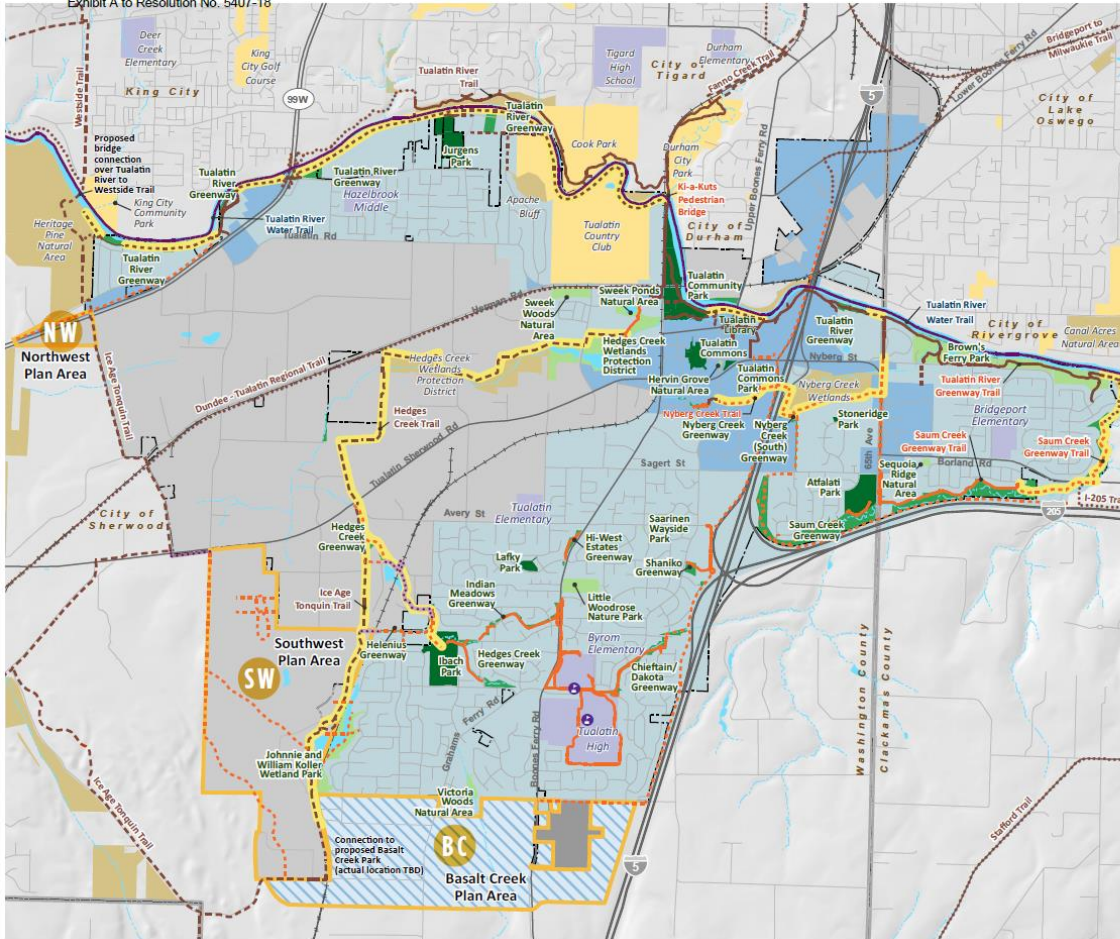 Exhibit A to Resolution No. 5407-18
Deer
Creek
Elementary
King
City Golf
Course
King City
Westside Trail
99W
Tualatin River
Trail
Tigard
High
School
City of
Tigard
Durham
Elementary
Fanno Creek Trail
Bridgeport to
Milwaukie Trail
Lower Boones Ferry Rd
5
City of
Lake
Oswego
Tualatin
River
Greenway
Jurgens
Park
Cook Park
Durham
City
Park
Upper Boones Ferry Rd
Proposed
bridge
connection
over Tualatin
River to
Westside Trail
King City
Community
Park
Tualatin
River
Greenway
Tualatin River
Greenway
Hazelbrook
Middle
Apache
Bluff
Ki-a-Kuts
Pedestrian
Bridge
Heritage
Pine
Natural
Area
Tualatin River
Water Trail
Tualatin Rd
Tualatin
Country
Club
City of
Durham
Tualatin
River
Greenway
Tualatin
Community
Park
Sweek Ponds
Natural Area
Sweek
Woods
Natural
Area
Herman Rd
Tualatin
Library
Tualatin
River
Greenway
Tualatin River
Water Trail
City of
Rivergrove
Canal Acres
Natural Area
NW
Northwest
Plan Area
Ice Age Tonquin Trail
Dundee - Tualatin Regional Trail
Hedges Creek
Wetlands
Protection
District
Hedges Creek
Wetlands
Protection
District
Tualatin
Commons
Nyberg St
Brown's
Ferry Park
Hervin Grove
Natural Area
Tualatin
Commons
Park
Nyberg Creek
Wetlands
Tualatin River
Greenway Trail
Hedges
Creek Trail
Nyberg Creek Trail
Nyberg Creek
Greenway
Nyberg
Creek
(South)
Greenway
Stoneridge
Park
Bridgeport
Elementary
Tualatin Sherwood Rd
65th Ave
Saum Creek
Greenway Trail
Saum Creek
Greenway Trail
Sagert St
Sequoia
Ridge
Natural
Area
Borland Rd
Atfalati
Park
I-205 Tra
205
City of
Sherwood
Avery St
Tualatin
Elementary
Saarinen
Wayside
Park
Saum Creek
Greenway
Hedges
Creek
Greenway
Hi-West
Estates
Greenway
Lafky
Park
Shaniko
Greenway
Indian
Meadows
Greenway
Little
Woodrose
Nature Park
Ice Age
Tonquin Trail
Southwest
Plan Area
SW
Helenius
Greenway
Ibach
Park
Hedges Creek
Greenway
Byrom
Elementary
Chieftain/
Dakota
Greenway
Grahams Ferry Rd
Boones Ferry Rd
Tualatin
High
Washington County
Clackamas County
Johnnie and
William Koller
Wetland Park
Ice Age Tonquin Trail
Victoria
Woods
Natural Area
Stafford Trail
Connection to
proposed Basalt
Creek Park
(actual location TBD)
BC
Basalt Creek
Plan Area
5